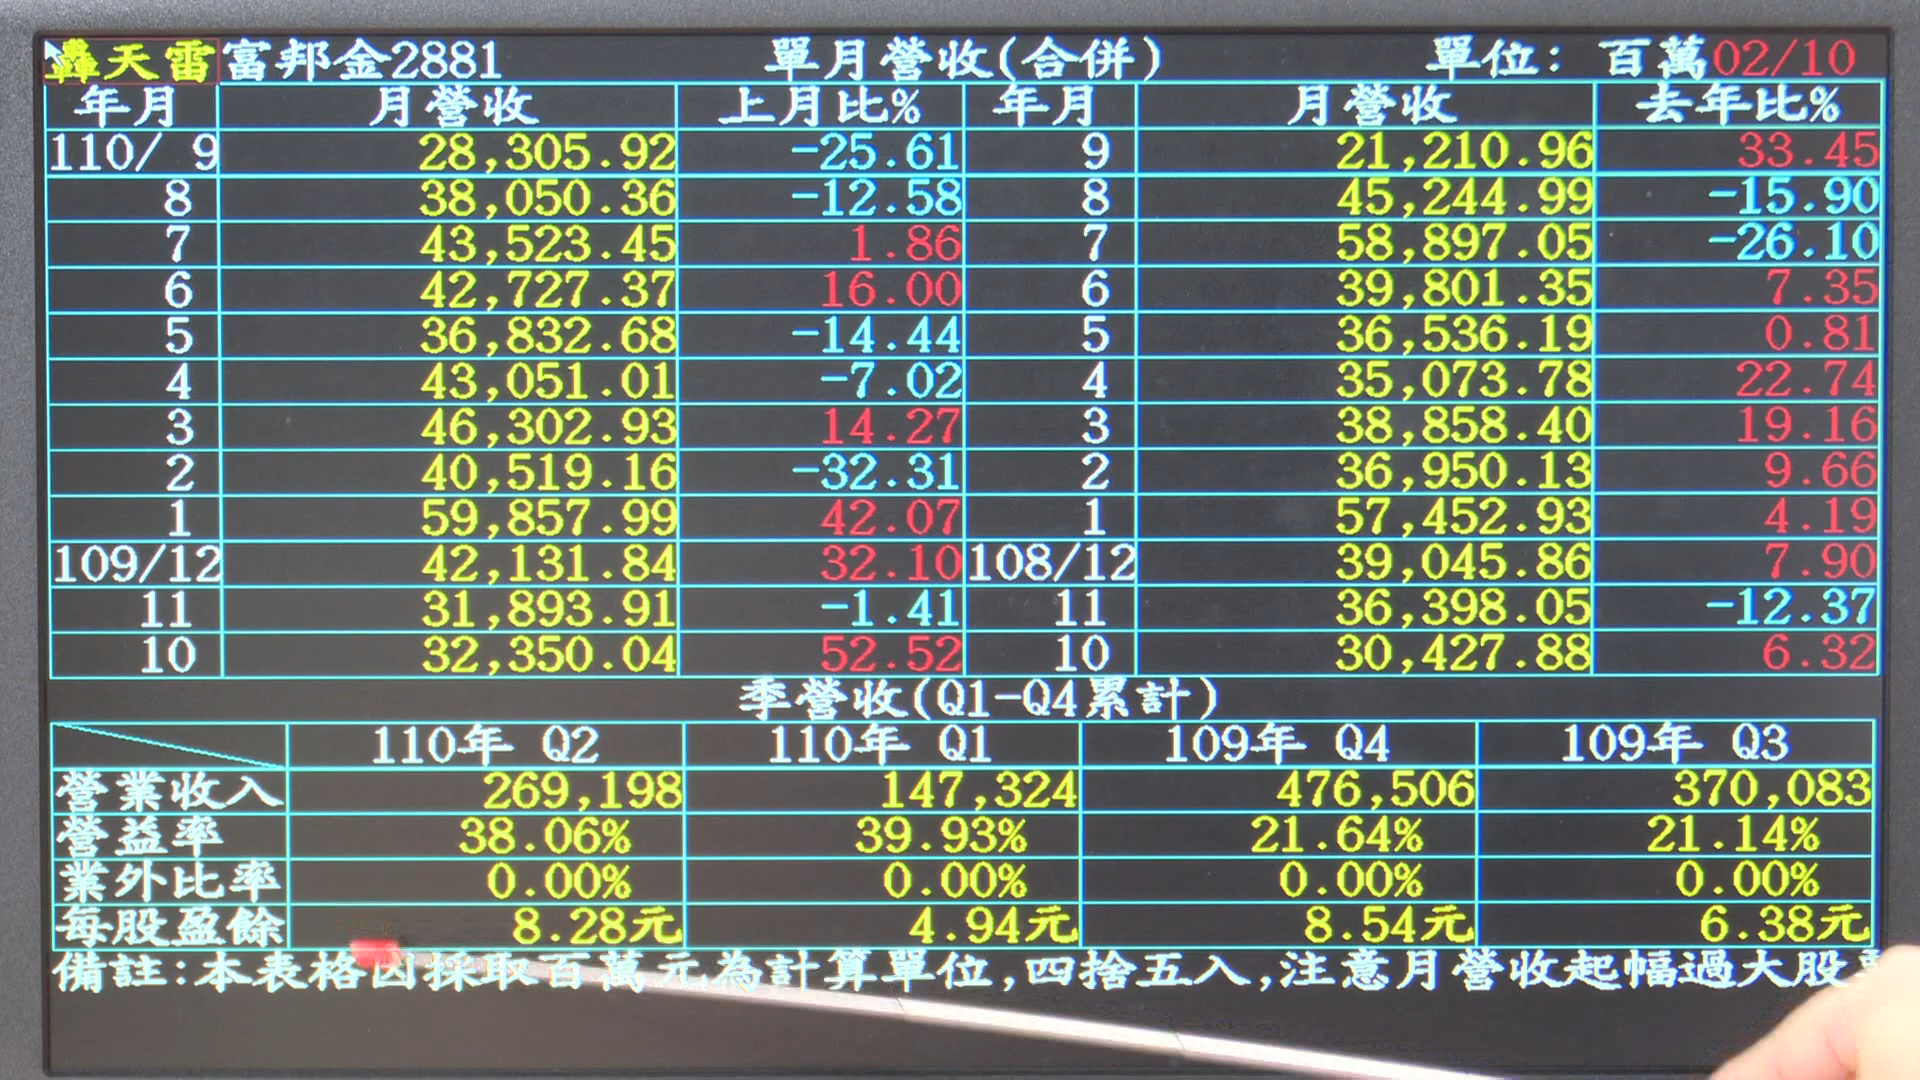 轟天雷 富邦金2881 單月營收(合併) 單位: 百萬 02/10
年月 月營收 上月比% 年月 月營收 去年比%
110/ 9 28,305.92 -25.61 9 21,210.96 33.45
8 38,050.36 -12.58 8 45,244.99 -15.90
7 43,523.45 1.86 7 58,897.05 -26.10
6 42,727.37 16.00 6 39,801.35 7.35
5 36,832.68 -14.44 5 36,536.19 0.81
4 43,051.01 -7.02 4 35,073.78 22.74
3 46,302.93 14.27 3 38,858.40 19.16
2 40,519.16 -32.31 2 36,950.13 9.66
1 59,857.99 42.07 1 57,452.93 4.19
109/12 42,131.84 32.10 108/12 39,045.86 7.90
11 31,893.91 -1.41 11 36,398.05 -12.37
10 32,350.04 52.52 10 30,427.88 6.32
季營收(Q1-Q4累計)
110年 Q2 110年 Q1 109年 Q4 109年 Q3
營業收入 269,198 147,324 476,506 370,083
營益率 38.06% 39.93% 21.64% 21.14%
業外比率 0.00% 0.00% 0.00% 0.00%
每股盈餘 8.28元 4.94元 8.54元 6.38元
備註:本表格因採取百萬元為計算單位,四捨五入,注意月營收起幅過大股